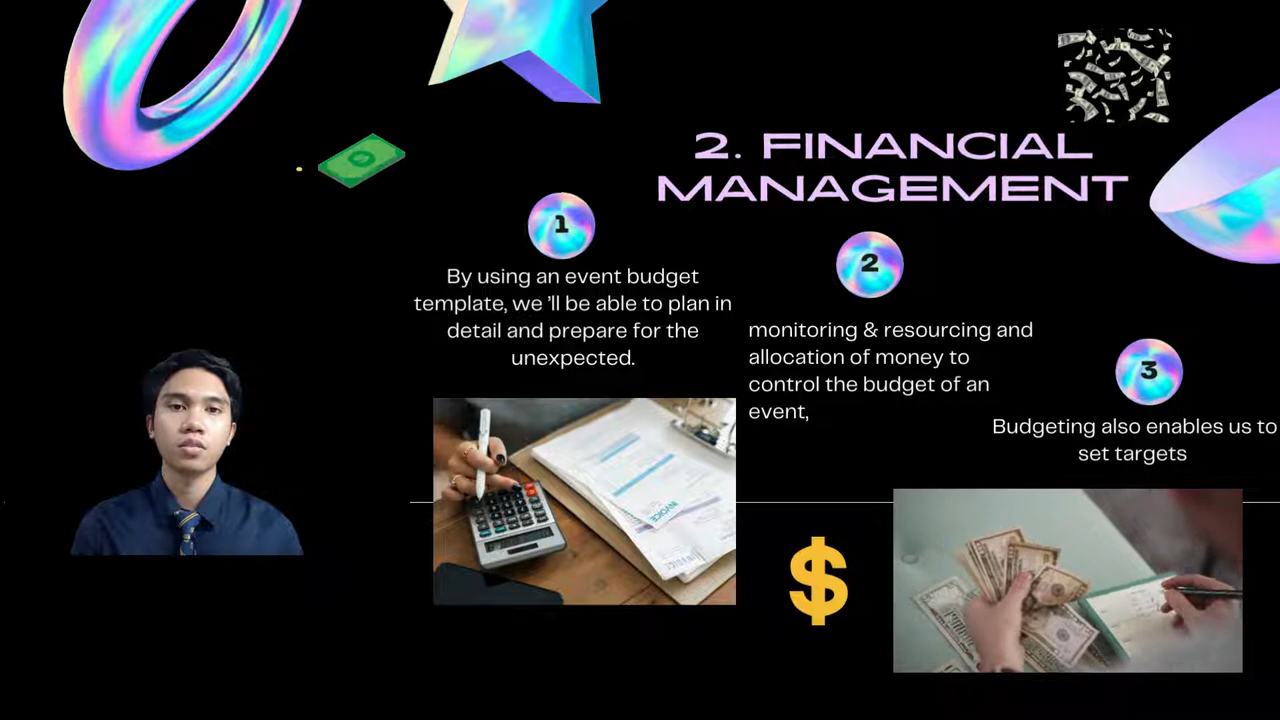 2. FINANCIAL
MANAGEMENT
1
By using an event budget
template, we 'll be able to plan in
detail and prepare for the
unexpected.
2
monitoring & resourcing and
allocation of money to
control the budget of an
event,
3
Budgeting also enables us to
set targets
INVOICE
$